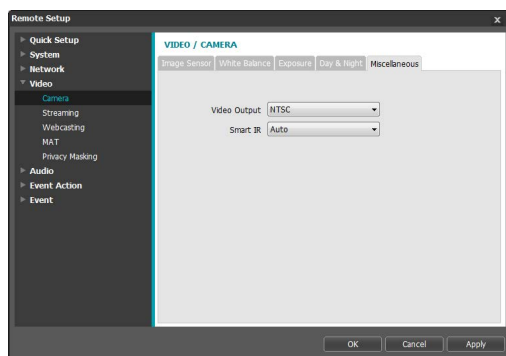 Remote Setup
x
Quick Setup
System
Network
Video
Camera
Streaming
Webcasting
MAT
Privacy Masking
Audio
Event Action
Event
VIDEO / CAMERA
Image Sensor White Balance Exposure Day & Night Miscellaneous
Video Output NTSC
Smart IR Auto
OK Cancel Apply